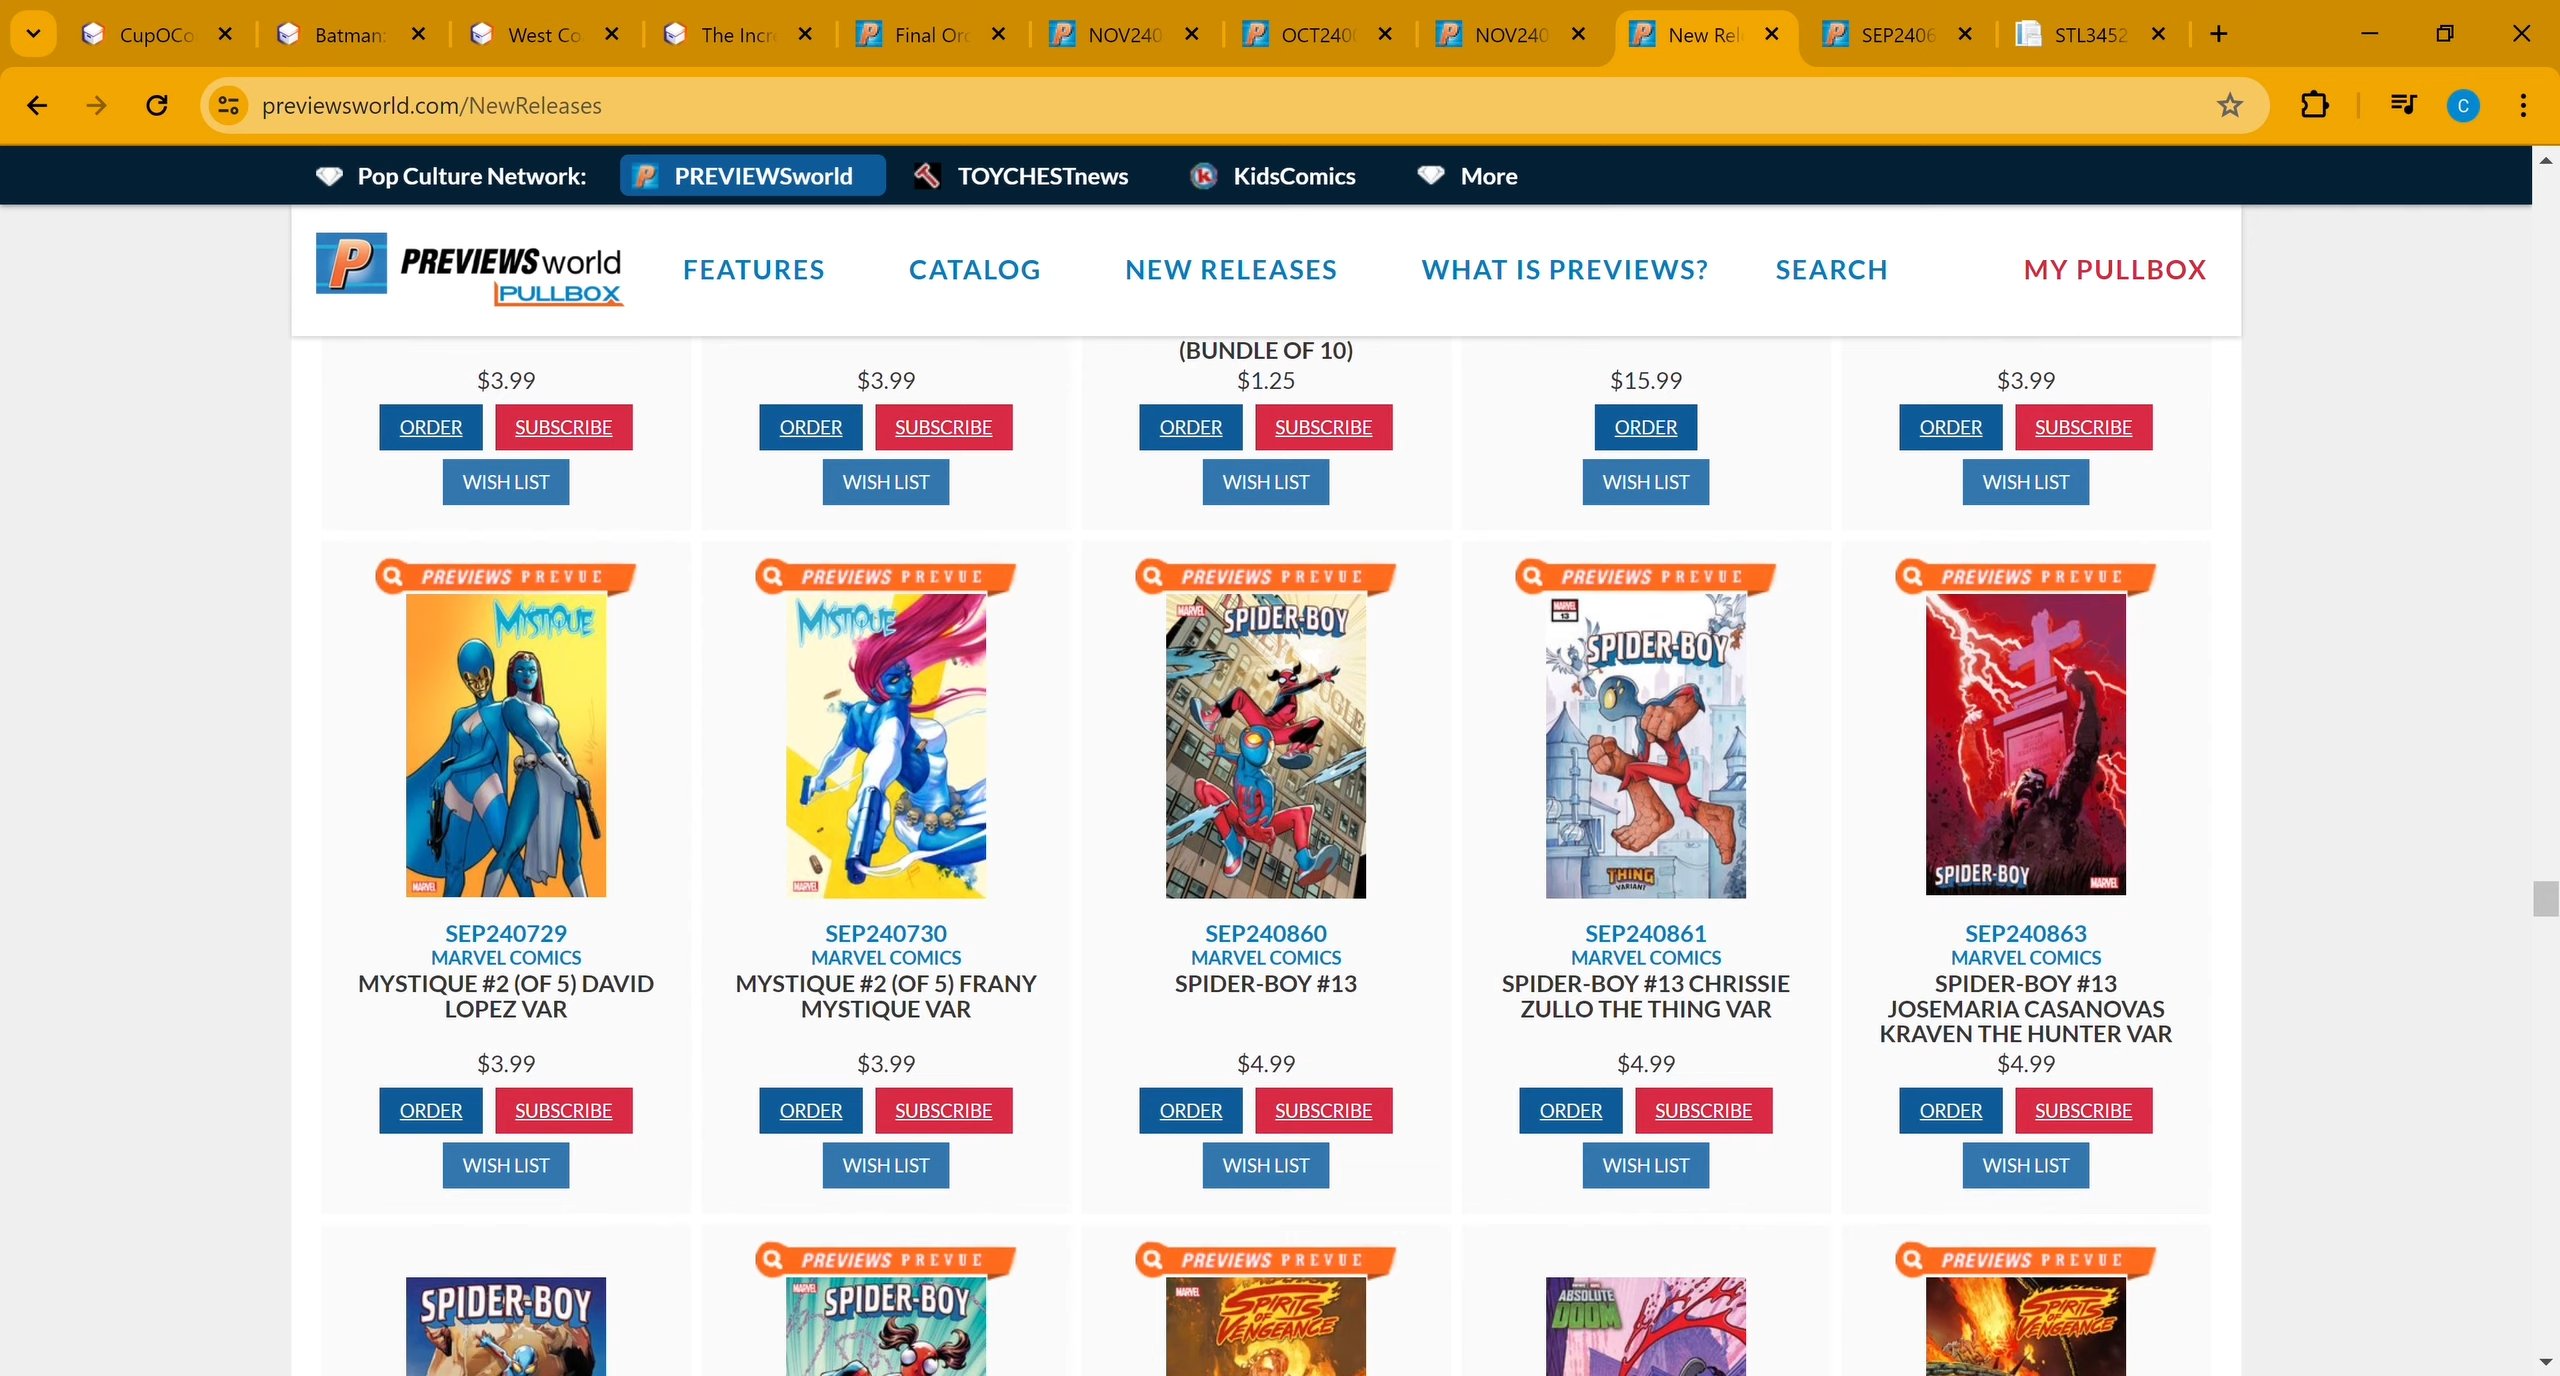 CupOCo
Batman:
West Co
The Incr
Final Ord
NOV240
OCT240
NOV240
New Rel
SEP2406
STL3452
previewsworld.com/NewReleases
C
Pop Culture Network:
PREVIEWSworld
TOYCHESTnews
KidsComics
More
PREVIEWSworld
PULLBOX
FEATURES
CATALOG
NEW RELEASES
WHAT IS PREVIEWS?
SEARCH
MY PULLBOX
(BUNDLE OF 10)
$3.99
$3.99
$1.25
$15.99
$3.99
ORDER SUBSCRIBE
ORDER SUBSCRIBE
ORDER SUBSCRIBE
ORDER
ORDER SUBSCRIBE
WISH LIST
WISH LIST
WISH LIST
WISH LIST
WISH LIST
PREVIEWS PREVUE
MYSTIQUE
MARVEL
SEP240729
MARVEL COMICS
MYSTIQUE #2 (OF 5) DAVID
LOPEZ VAR
$3.99
ORDER SUBSCRIBE
WISH LIST
PREVIEWS PREVUE
MYSTIQUE
MARVEL
SEP240730
MARVEL COMICS
MYSTIQUE #2 (OF 5) FRANY
MYSTIQUE VAR
$3.99
ORDER SUBSCRIBE
WISH LIST
PREVIEWS PREVUE
MARVEL
SPIDER-BOY
SEP240860
MARVEL COMICS
SPIDER-BOY #13
$4.99
ORDER SUBSCRIBE
WISH LIST
PREVIEWS PREVUE
MARVEL
13
SPIDER-BOY
THING
VARIANT
SEP240861
MARVEL COMICS
SPIDER-BOY #13 CHRISSIE
ZULLO THE THING VAR
$4.99
ORDER SUBSCRIBE
WISH LIST
PREVIEWS PREVUE
SPIDER-BOY
MARVEL
SEP240863
MARVEL COMICS
SPIDER-BOY #13
JOSEMARIA CASANOVAS
KRAVEN THE HUNTER VAR
$4.99
ORDER SUBSCRIBE
WISH LIST
SPIDER-BOY
PREVIEWS PREVUE
MARVEL
SPIDER-BOY
PREVIEWS PREVUE
MARVEL
SPIRITS
OF
VENGEANCE
ABSOLUTE
DOOM
PREVIEWS PREVUE
SPIRITS
OF
VENGEANCE